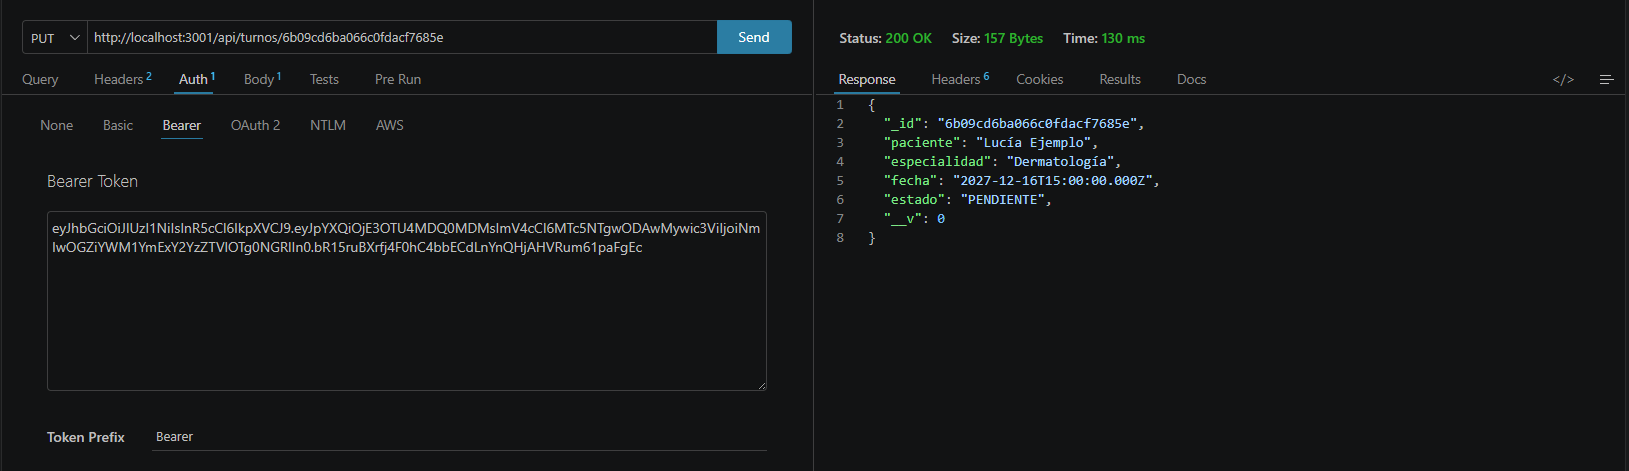 PUT http://localhost:3001/api/turnos/6b09cd6ba066c0fdacf7685e Send
Query Headers 2 Auth 1 Body 1 Tests Pre Run
None Basic Bearer OAuth 2 NTLM AWS
Bearer Token
eyJhbGciOiJIUzI1NiIsInR5cCI6IkpXVCJ9.eyJpYXQiOjE3OTU4MDQ0MDMsImV4cCI6MTc5NTgwODAwMywic3ViIjoiNm
IwOGZiYWM1YmExY2YzZTVlOTg0NGRlIn0.bR15ruBXrfj4F0hC4bbECdLnYnQHjAHVRum61paFgEc
Token Prefix Bearer
Status: 200 OK Size: 157 Bytes Time: 130 ms
Response Headers 6 Cookies Results Docs </>
1 {
2 "_id": "6b09cd6ba066c0fdacf7685e",
3 "paciente": "Lucía Ejemplo",
4 "especialidad": "Dermatología",
5 "fecha": "2027-12-16T15:00:00.000Z",
6 "estado": "PENDIENTE",
7 "__v": 0
8 }